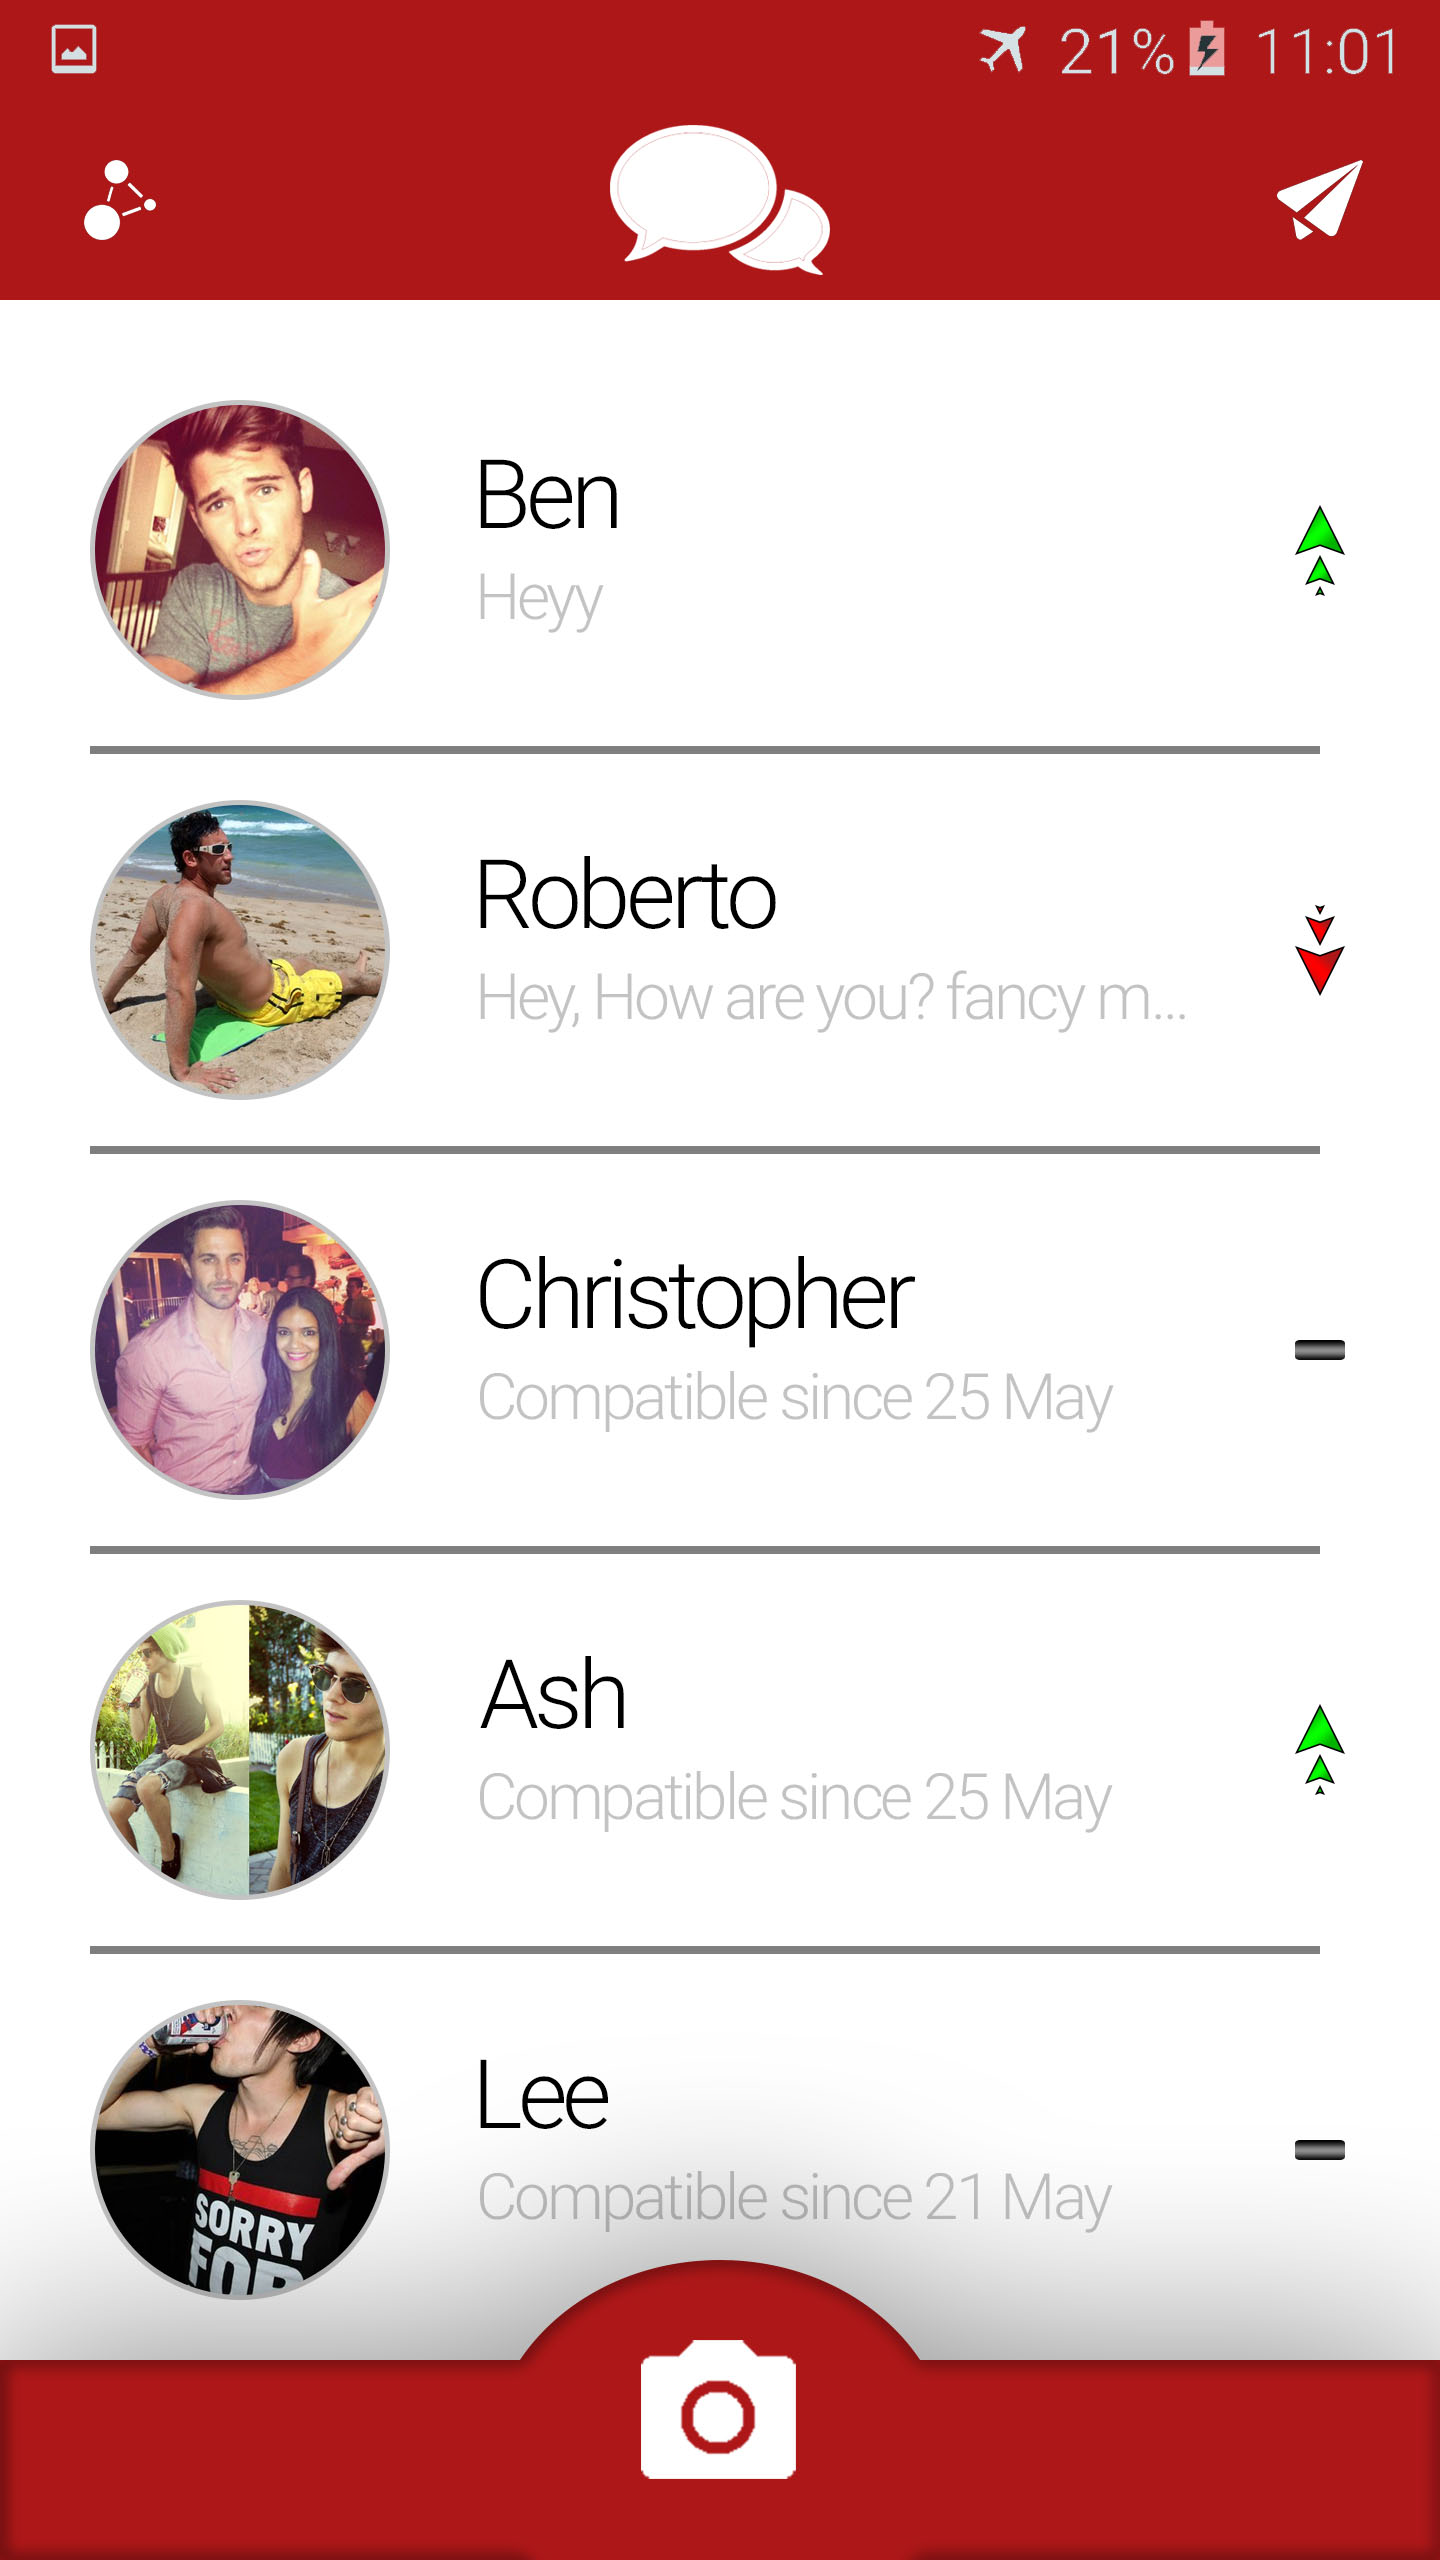 21% 11:01
Ben
Heyy
Roberto
Hey, How are you? fancy m...
Christopher
Compatible since 25 May
Ash
Compatible since 25 May
Lee
Compatible since 21 May
SORRY
FOR